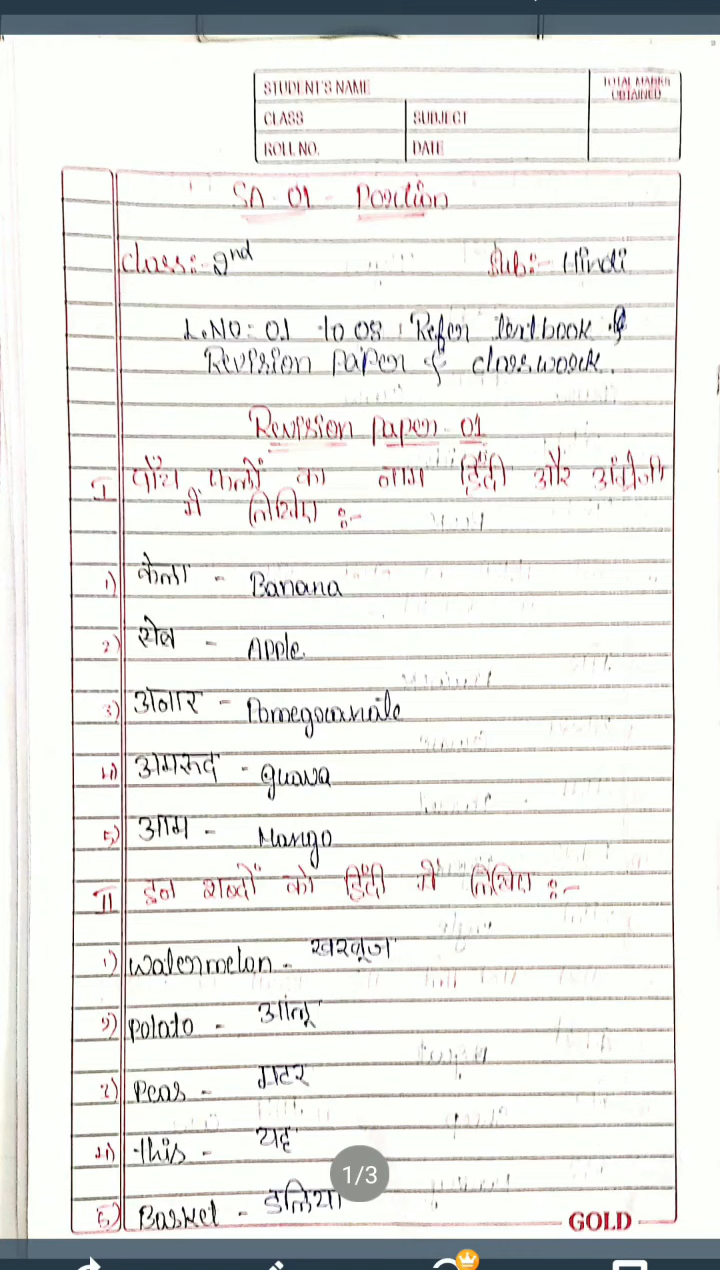 STUDENT'S NAME
TOTAL MARKS OBTAINED
CLASS
SUBJECT
ROLL NO.
DATE
SA-01 - Portion
Class:- 2nd
Sub:- Hindi
L.NO:01 to 08: Refer textbook &
Revision paper & classwork.
Revision paper-01
I पाँच फलों का नाम हिंदी और अंग्रेजी
में लिखिए :-
1) केला - Banana
2) सेब - Apple.
3) अनार - Pomegranate
4) अमरूद - guava
5) आम - Mango
II इन शब्दों को हिंदी में लिखिए :-
1) Watermelon - खरबूज
2) Potato - आलू
3) Peas - मटर
4) this - यह
5) Basket - डलिया
1/3
GOLD